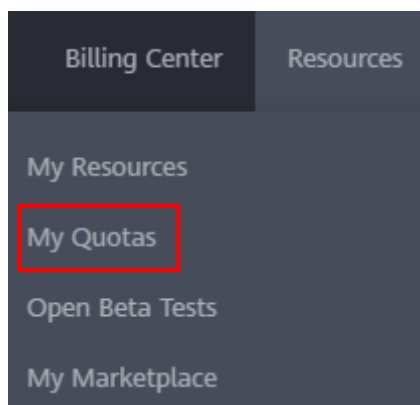 Billing Center Resources
My Resources
My Quotas
Open Beta Tests
My Marketplace